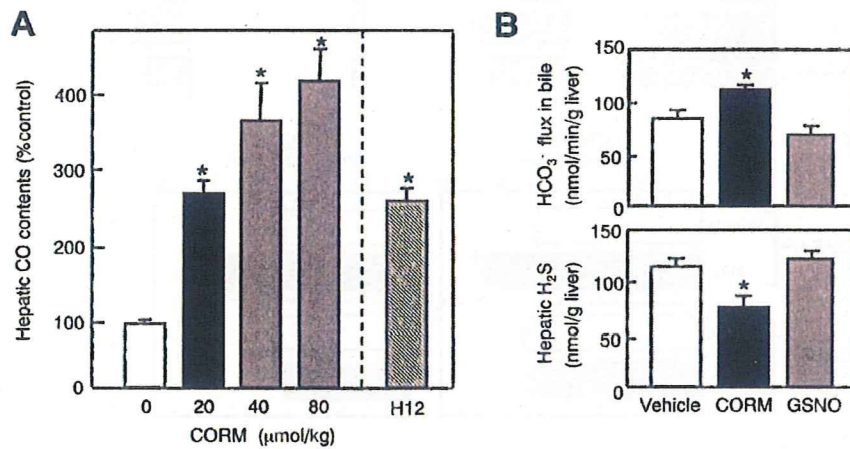 A
Hepatic CO contents (%control)
400
300
200
100
0
* * * *
0 20 40 80 H12
CORM (μmol/kg)
B
HCO₃⁻ flux in bile
(nmol/min/g liver)
150
100
50
0
*
Hepatic H₂S
(nmol/g liver)
150
100
50
0
*
Vehicle CORM GSNO